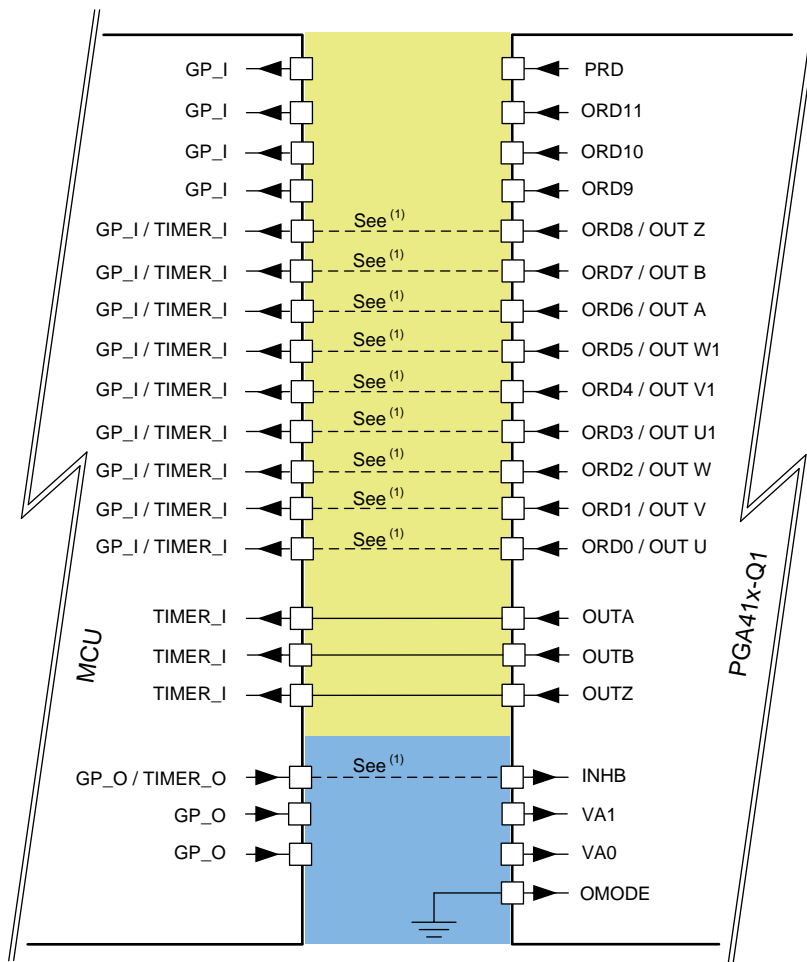 GP_I PRD
GP_I ORD11
GP_I ORD10
GP_I ORD9
GP_I / TIMER_I See (1) ORD8 / OUT Z
GP_I / TIMER_I See (1) ORD7 / OUT B
GP_I / TIMER_I See (1) ORD6 / OUT A
GP_I / TIMER_I See (1) ORD5 / OUT W1
GP_I / TIMER_I See (1) ORD4 / OUT V1
GP_I / TIMER_I See (1) ORD3 / OUT U1
GP_I / TIMER_I See (1) ORD2 / OUT W
GP_I / TIMER_I See (1) ORD1 / OUT V
GP_I / TIMER_I See (1) ORD0 / OUT U
TIMER_I OUTA
TIMER_I OUTB
TIMER_I OUTZ
MCU
PGA41x-Q1
GP_O / TIMER_O See (1) INHB
GP_O VA1
GP_O VA0
OMODE